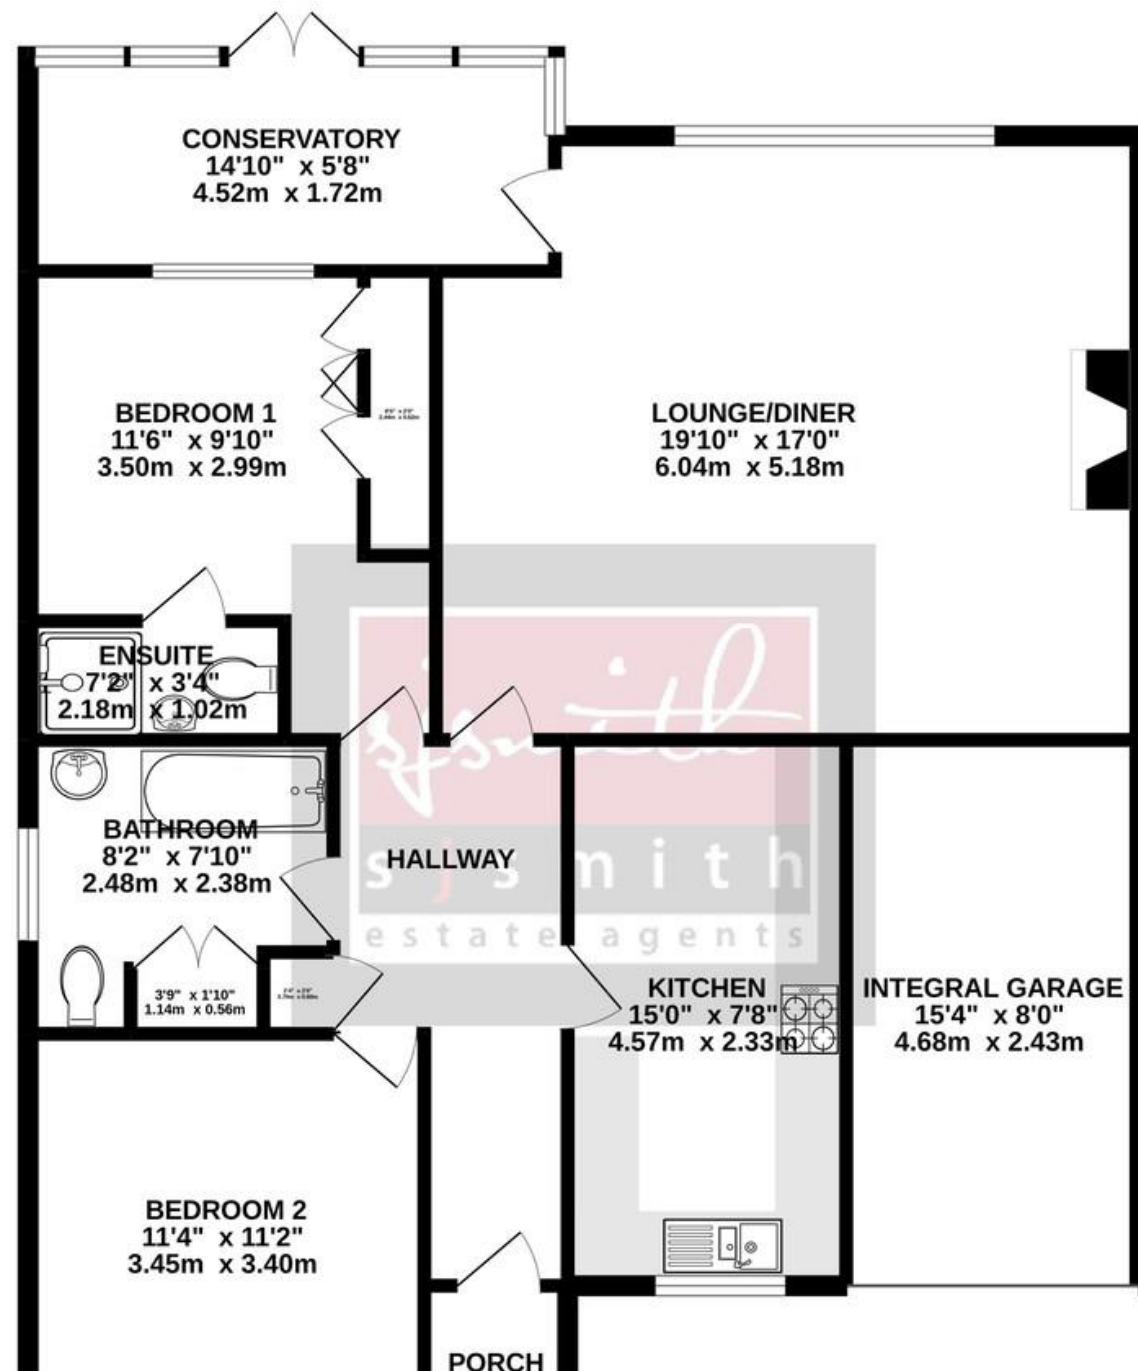 CONSERVATORY
14'10" x 5'8"
4.52m x 1.72m
BEDROOM 1
11'6" x 9'10"
3.50m x 2.99m
LOUNGE/DINER
19'10" x 17'0"
6.04m x 5.18m
ENSUITE
7'2" x 3'4"
2.18m x 1.02m
sjsmith
BATHROOM
8'2" x 7'10"
2.48m x 2.38m
HALLWAY
sjsmith
estate agents
3'9" x 1'10"
1.14m x 0.56m
KITCHEN
15'0" x 7'8"
4.57m x 2.33m
INTEGRAL GARAGE
15'4" x 8'0"
4.68m x 2.43m
BEDROOM 2
11'4" x 11'2"
3.45m x 3.40m
PORCH